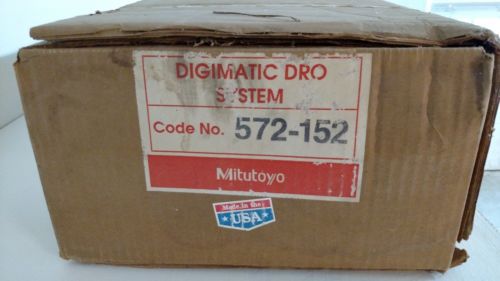 DIGIMATIC DRO
SYSTEM
Code No. 572-152
Mitutoyo
Made in the
USA